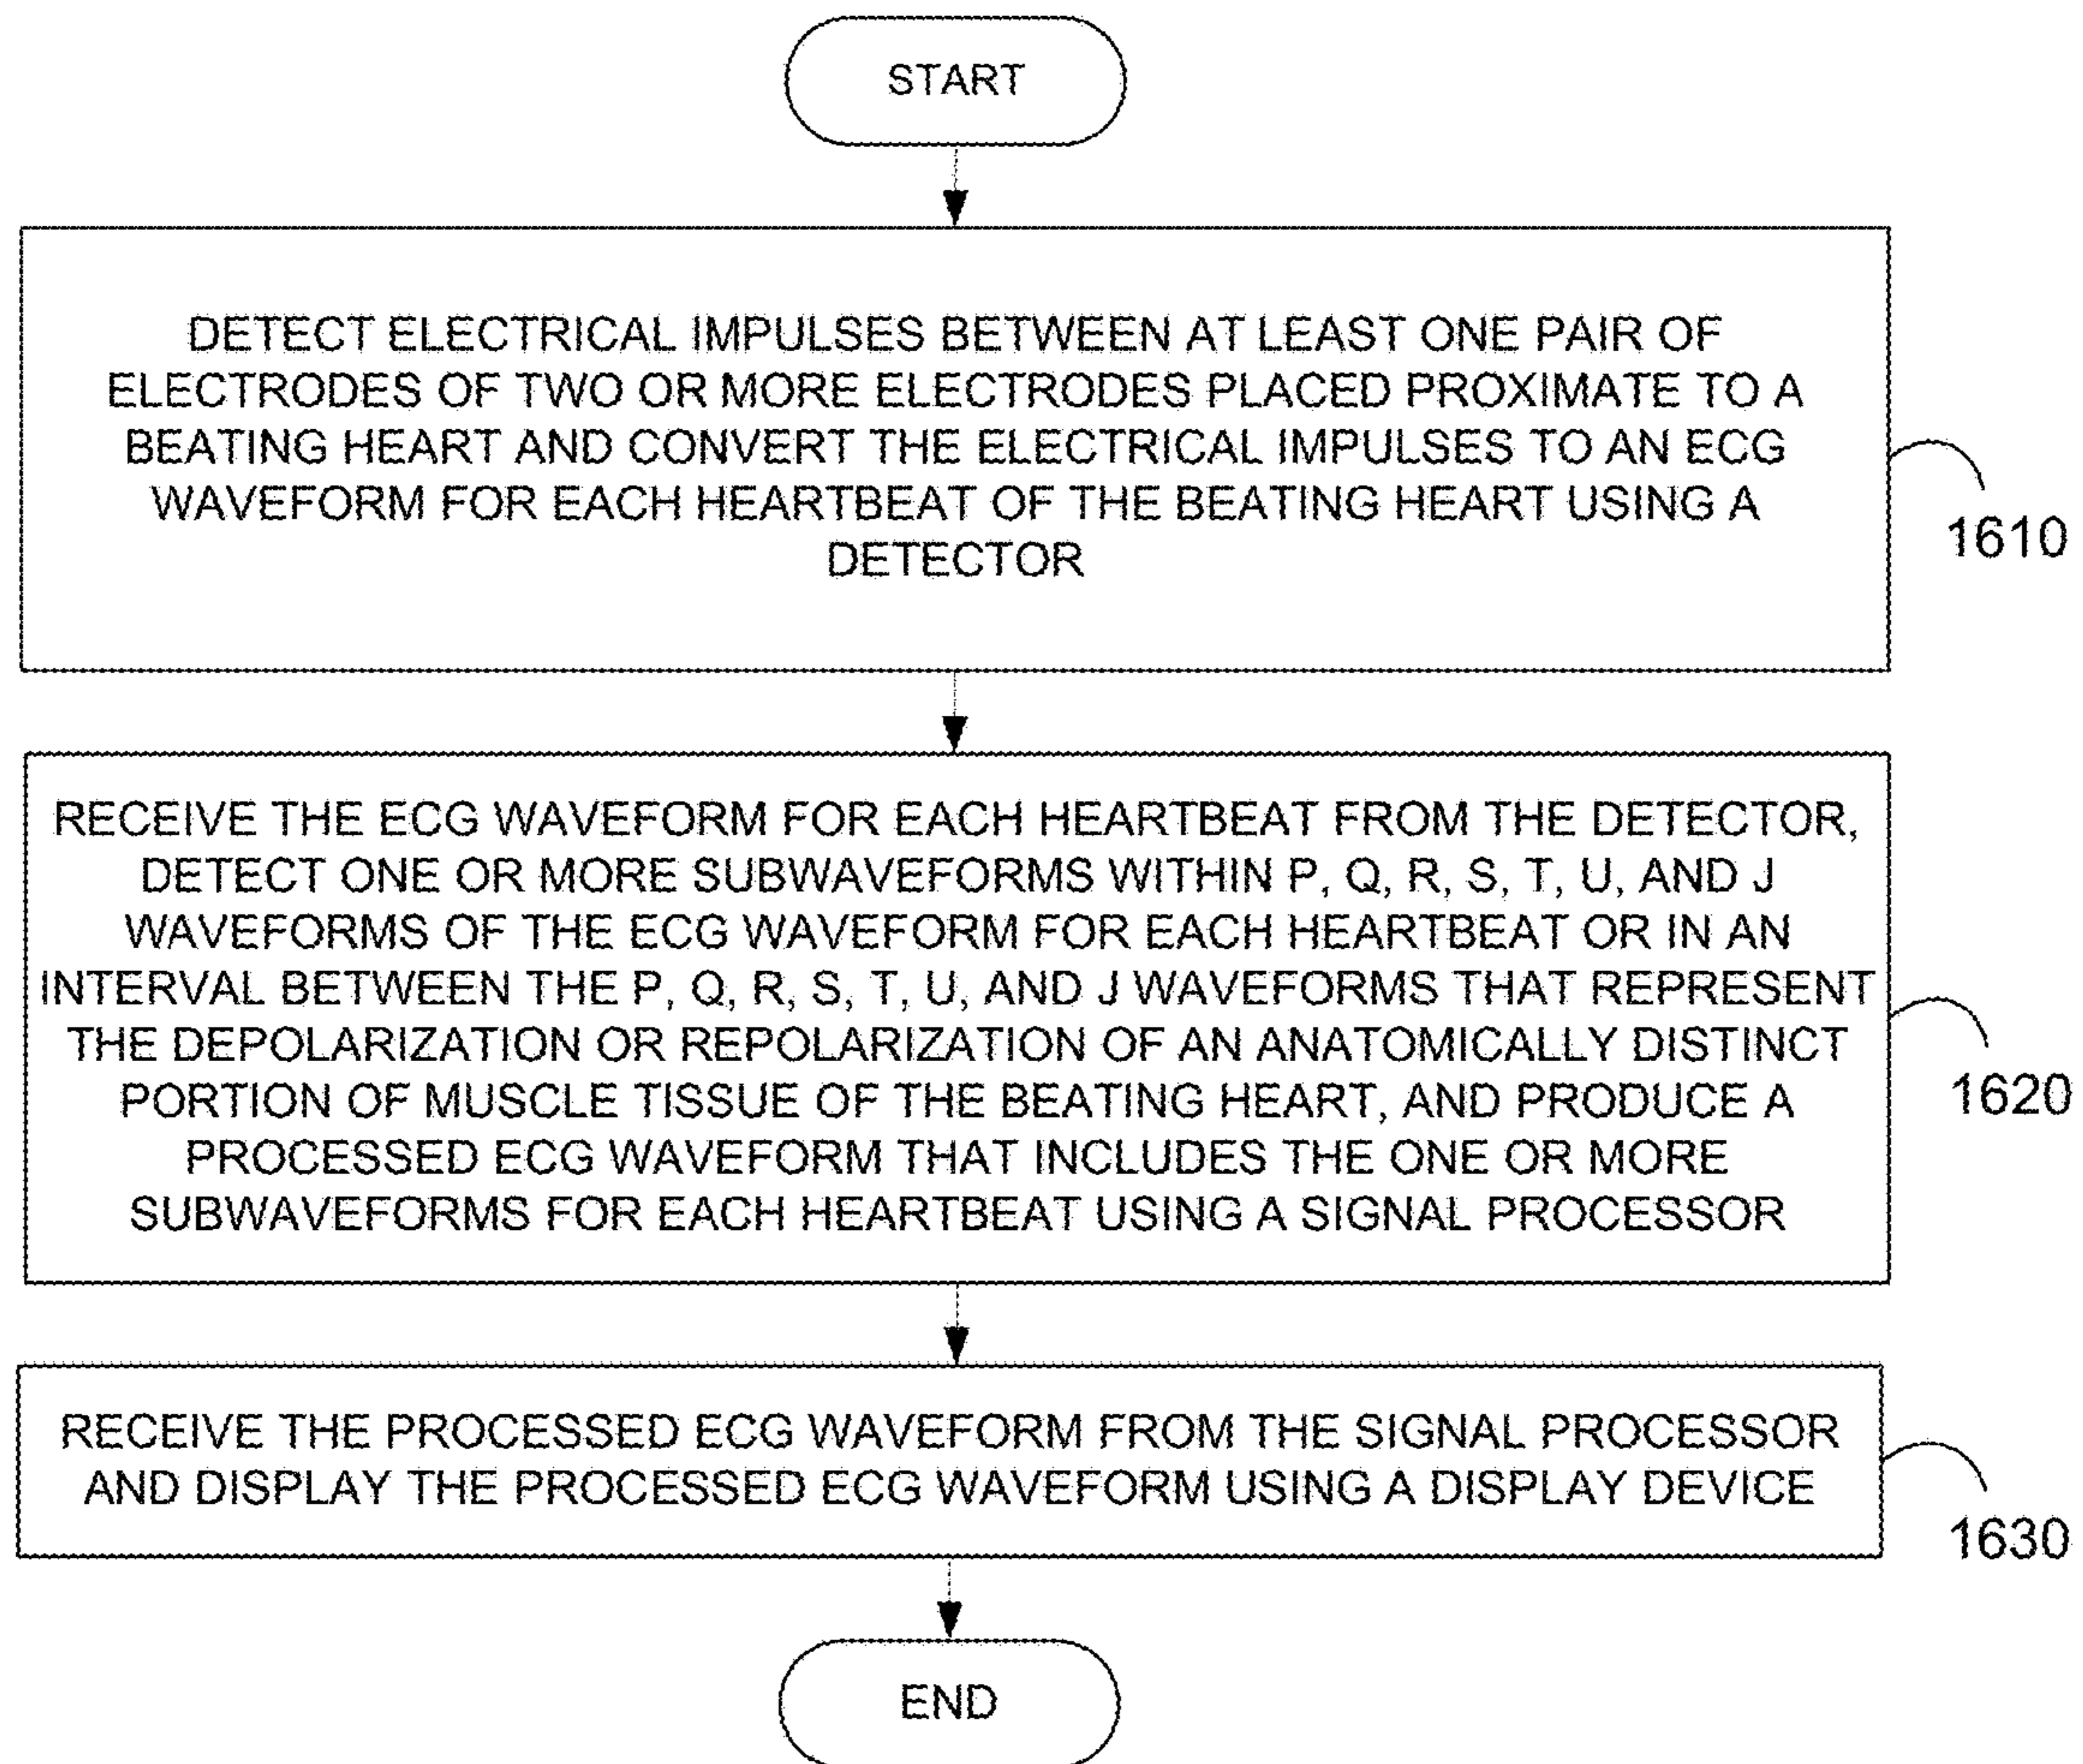 START
DETECT ELECTRICAL IMPULSES BETWEEN AT LEAST ONE PAIR OF
ELECTRODES OF TWO OR MORE ELECTRODES PLACED PROXIMATE TO A
BEATING HEART AND CONVERT THE ELECTRICAL IMPULSES TO AN ECG
WAVEFORM FOR EACH HEARTBEAT OF THE BEATING HEART USING A
DETECTOR
1610
RECEIVE THE ECG WAVEFORM FOR EACH HEARTBEAT FROM THE DETECTOR,
DETECT ONE OR MORE SUBWAVEFORMS WITHIN P, Q, R, S, T, U, AND J
WAVEFORMS OF THE ECG WAVEFORM FOR EACH HEARTBEAT OR IN AN
INTERVAL BETWEEN THE P, Q, R, S, T, U, AND J WAVEFORMS THAT REPRESENT
THE DEPOLARIZATION OR REPOLARIZATION OF AN ANATOMICALLY DISTINCT
PORTION OF MUSCLE TISSUE OF THE BEATING HEART, AND PRODUCE A
PROCESSED ECG WAVEFORM THAT INCLUDES THE ONE OR MORE
SUBWAVEFORMS FOR EACH HEARTBEAT USING A SIGNAL PROCESSOR
1620
RECEIVE THE PROCESSED ECG WAVEFORM FROM THE SIGNAL PROCESSOR
AND DISPLAY THE PROCESSED ECG WAVEFORM USING A DISPLAY DEVICE
1630
END